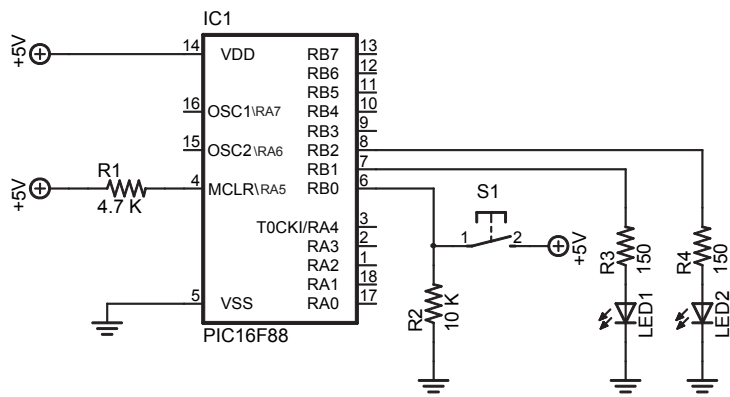 IC1
+5V
14
VDD
RB7
13
RB6
12
RB5
11
16
OSC1\RA7
RB4
10
RB3
9
15
OSC2\RA6
RB2
8
RB1
7
R1
+5V
4
MCLR\RA5
RB0
6
4.7 K
S1
T0CKI/RA4
3
RA3
2
1
2
+5V
RA2
1
RA1
18
5
VSS
RA0
17
R2
10 K
R3
150
R4
150
LED1
LED2
PIC16F88